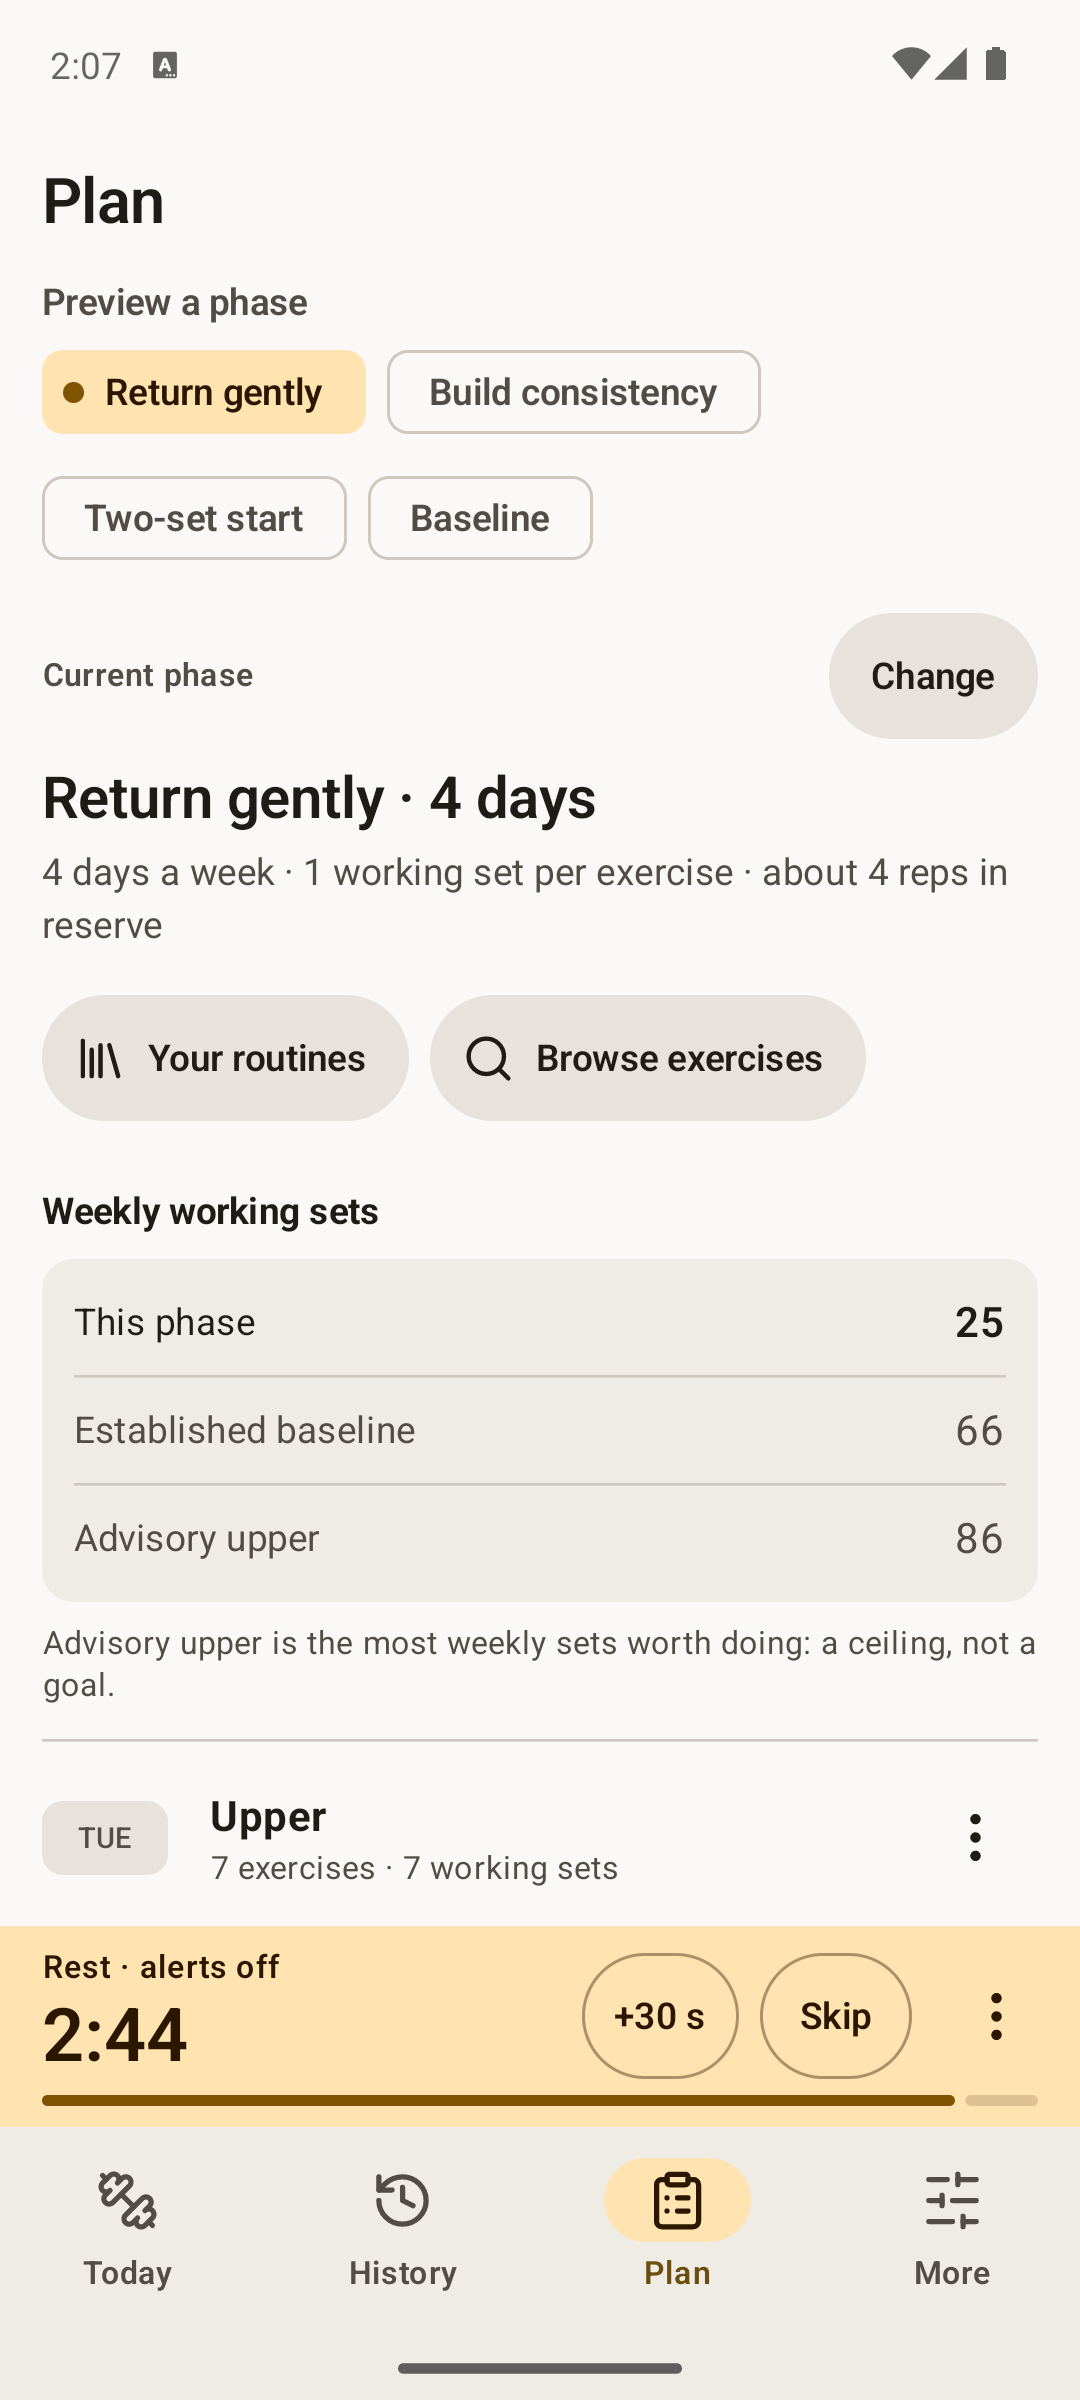 2:07
A
Plan
Preview a phase
Return gently
Build consistency
Two-set start
Baseline
Current phase
Change
Return gently · 4 days
4 days a week · 1 working set per exercise · about 4 reps in
reserve
Your routines
Browse exercises
Weekly working sets
This phase 25
Established baseline 66
Advisory upper 86
Advisory upper is the most weekly sets worth doing: a ceiling, not a
goal.
TUE
Upper
7 exercises · 7 working sets
Rest · alerts off
2:44
+30 s
Skip
Today
History
Plan
More